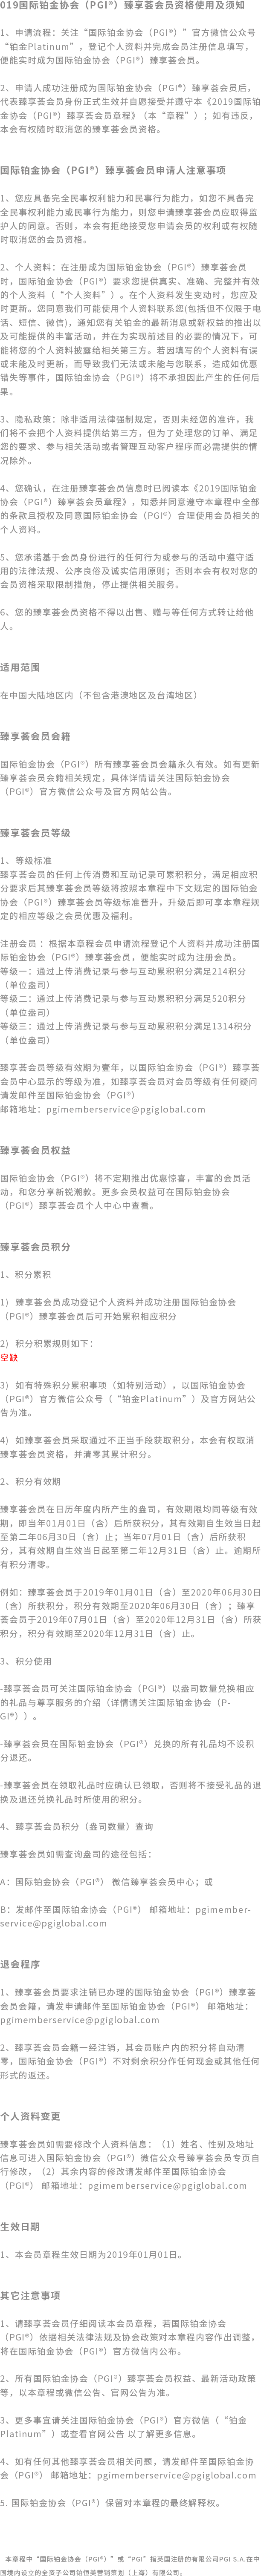 019国际铂金协会（PGI®）臻享荟会员资格使用及须知
1、申请流程：关注“国际铂金协会（PGI®）”官方微信公众号
“铂金Platinum”，登记个人资料并完成会员注册信息填写，
便能实时成为国际铂金协会（PGI®）臻享荟会员。
2、申请人成功注册成为国际铂金协会（PGI®）臻享荟会员后，
代表臻享荟会员身份正式生效并自愿接受并遵守本《2019国际铂
金协会（PGI®）臻享荟会员章程》（本“章程”）；如有违反，
本会有权随时取消您的臻享荟会员资格。
国际铂金协会（PGI®）臻享荟会员申请人注意事项
1、您应具备完全民事权利能力和民事行为能力，如您不具备完
全民事权利能力或民事行为能力，则您申请臻享荟会员应取得监
护人的同意。否则，本会有拒绝接受您申请会员的权利或有权随
时取消您的会员资格。
2、个人资料：在注册成为国际铂金协会（PGI®）臻享荟会员
时，国际铂金协会（PGI®）要求您提供真实、准确、完整并有效
的个人资料（“个人资料”）。在个人资料发生变动时，您应及
时更新。您同意我们可能使用个人资料联系您(包括但不仅限于电
话、短信、微信)，通知您有关铂金的最新消息或新权益的推出以
及可能提供的丰富活动，并在为实现前述目的必要的情况下，可
能将您的个人资料披露给相关第三方。若因填写的个人资料有误
或未能及时更新，而导致我们无法或未能与您联系，造成如优惠
错失等事件，国际铂金协会（PGI®）将不承担因此产生的任何后
果。
3、隐私政策：除非适用法律强制规定，否则未经您的准许，我
们将不会把个人资料提供给第三方，但为了处理您的订单、满足
您的要求、参与相关活动或者管理互动客户程序而必需提供的情
况除外。
4、您确认，在注册臻享荟会员信息时已阅读本《2019国际铂金
协会（PGI®）臻享荟会员章程》，知悉并同意遵守本章程中全部
的条款且授权及同意国际铂金协会（PGI®）合理使用会员相关的
个人资料。
5、您承诺基于会员身份进行的任何行为或参与的活动中遵守适
用的法律法规、公序良俗及诚实信用原则；否则本会有权对您的
会员资格采取限制措施，停止提供相关服务。
6、您的臻享荟会员资格不得以出售、赠与等任何方式转让给他
人。
适用范围
在中国大陆地区内（不包含港澳地区及台湾地区）
臻享荟会员会籍
国际铂金协会（PGI®）所有臻享荟会员会籍永久有效。如有更新
臻享荟会员会籍相关规定，具体详情请关注国际铂金协会
（PGI®）官方微信公众号及官方网站公告。
臻享荟会员等级
1、等级标准
臻享荟会员的任何上传消费和互动记录可累积积分，满足相应积
分要求后其臻享荟会员等级将按照本章程中下文规定的国际铂金
协会（PGI®）臻享荟会员等级标准晋升，升级后即可享本章程规
定的相应等级之会员优惠及福利。
注册会员 ：根据本章程会员申请流程登记个人资料并成功注册国
际铂金协会（PGI®）臻享荟会员，便能实时成为注册会员。
等级一：通过上传消费记录与参与互动累积积分满足214积分
（单位盎司）
等级二：通过上传消费记录与参与互动累积积分满足520积分
（单位盎司）
等级三：通过上传消费记录与参与互动累积积分满足1314积分
（单位盎司）
臻享荟会员等级有效期为壹年，以国际铂金协会（PGI®）臻享荟
会员中心显示的等级为准，如臻享荟会员对会员等级有任何疑问
请发邮件至国际铂金协会（PGI®）
邮箱地址：pgimemberservice@pgiglobal.com
臻享荟会员权益
国际铂金协会（PGI®）将不定期推出优惠惊喜，丰富的会员活
动，和您分享新锐潮款。更多会员权益可在国际铂金协会
（PGI®）臻享荟会员个人中心中查看。
臻享荟会员积分
1、积分累积
1）臻享荟会员成功登记个人资料并成功注册国际铂金协会
（PGI®）臻享荟会员后可开始累积相应积分
2）积分积累规则如下：
空缺
3）如有特殊积分累积事项（如特别活动），以国际铂金协会
（PGI®）官方微信公众号（“铂金Platinum”）及官方网站公
告为准。
4）如臻享荟会员采取通过不正当手段获取积分，本会有权取消
臻享荟会员资格，并清零其累计积分。
2、积分有效期
臻享荟会员在日历年度内所产生的盎司，有效期限均同等级有效
期，即当年01月01日（含）后所获积分，其有效期自生效当日起
至第二年06月30日（含）止；当年07月01日（含）后所获积
分，其有效期自生效当日起至第二年12月31日（含）止。逾期所
有积分清零。
例如：臻享荟会员于2019年01月01日（含）至2020年06月30日
（含）所获积分，积分有效期至2020年06月30日（含）；臻享
荟会员于2019年07月01日（含）至2020年12月31日（含）所获
积分，积分有效期至2020年12月31日（含）止。
3、积分使用
-臻享荟会员可关注国际铂金协会（PGI®）以盎司数量兑换相应
的礼品与尊享服务的介绍（详情请关注国际铂金协会（P-
GI®））。
-臻享荟会员在国际铂金协会（PGI®）兑换的所有礼品均不设积
分退还。
-臻享荟会员在领取礼品时应确认已领取，否则将不接受礼品的退
换及退还兑换礼品时所使用的积分。
4、臻享荟会员积分（盎司数量）查询
臻享荟会员如需查询盎司的途径包括：
A：国际铂金协会（PGI®） 微信臻享荟会员中心；或
B：发邮件至国际铂金协会（PGI®） 邮箱地址：pgimember-
service@pgiglobal.com
退会程序
1、臻享荟会员要求注销已办理的国际铂金协会（PGI®）臻享荟
会员会籍，请发申请邮件至国际铂金协会（PGI®） 邮箱地址：
pgimemberservice@pgiglobal.com
2、臻享荟会员会籍一经注销，其会员账户内的积分将自动清
零，国际铂金协会（PGI®）不对剩余积分作任何现金或其他任何
形式的返还。
个人资料变更
臻享荟会员如需要修改个人资料信息：（1）姓名、性别及地址
信息可进入国际铂金协会（PGI®）微信公众号臻享荟会员专页自
行修改，（2）其余内容的修改请发邮件至国际铂金协会
（PGI®） 邮箱地址：pgimemberservice@pgiglobal.com
生效日期
1、本会员章程生效日期为2019年01月01日。
其它注意事项
1、请臻享荟会员仔细阅读本会员章程，若国际铂金协会
（PGI®）依据相关法律法规及协会政策对本章程内容作出调整，
将在国际铂金协会（PGI®）官方微信内公布。
2、所有国际铂金协会（PGI®）臻享荟会员权益、最新活动政策
等，以本章程或微信公告、官网公告为准。
3、更多事宜请关注国际铂金协会（PGI®）官方微信（“铂金
Platinum”）或查看官网公告 以了解更多信息。
4、如有任何其他臻享荟会员相关问题，请发邮件至国际铂金协
会（PGI®） 邮箱地址：pgimemberservice@pgiglobal.com
5. 国际铂金协会（PGI®）保留对本章程的最终解释权。
本章程中“国际铂金协会（PGI®）”或“PGI”指英国注册的有限公司PGI S.A.在中
国境内设立的全资子公司铂恒美营销策划（上海）有限公司。